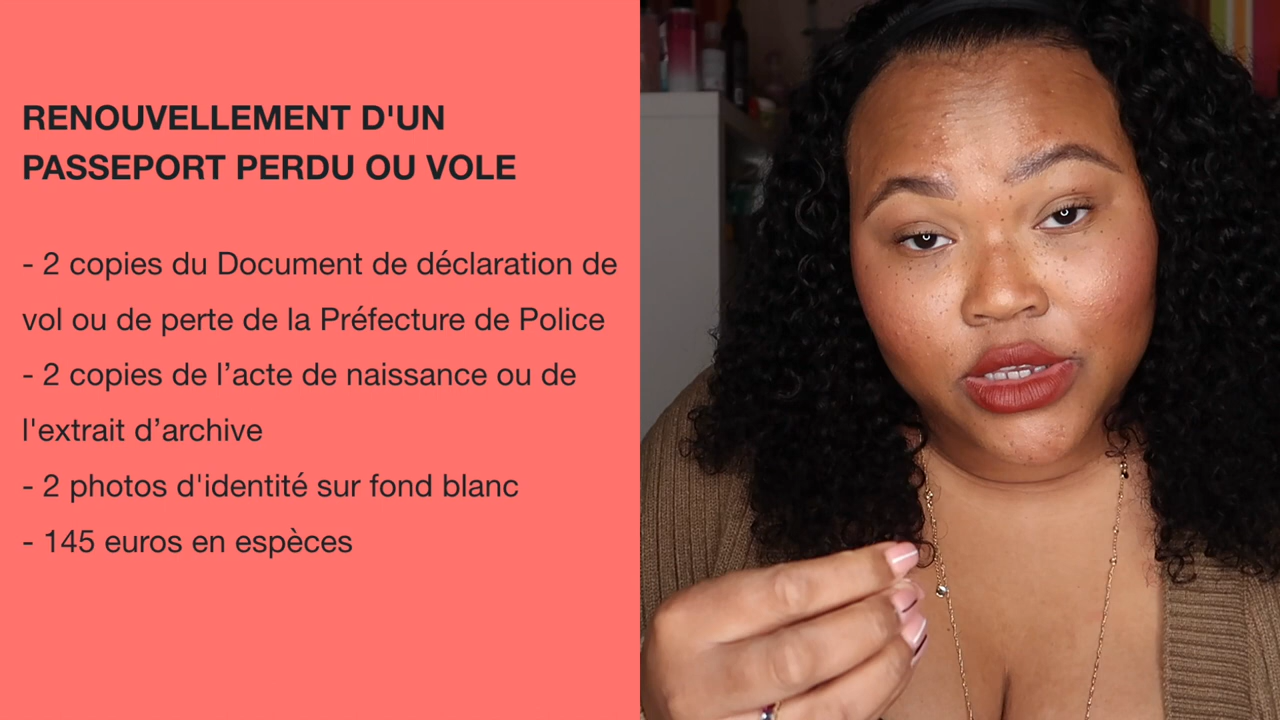 RENOUVELLEMENT D'UN
PASSEPORT PERDU OU VOLE
- 2 copies du Document de déclaration de
vol ou de perte de la Préfecture de Police
- 2 copies de l’acte de naissance ou de
l'extrait d’archive
- 2 photos d'identité sur fond blanc
- 145 euros en espèces